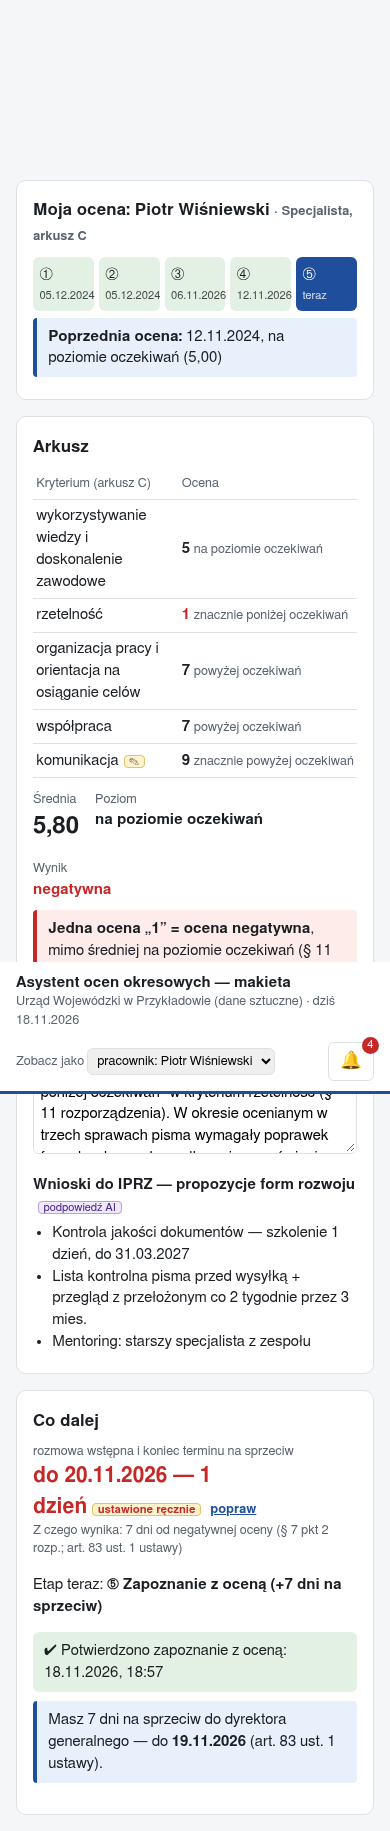 Moja ocena: Piotr Wiśniewski · Specjalista,
arkusz C
① ② ③ ④ ⑤
05.12.2024 05.12.2024 06.11.2026 12.11.2026 teraz
Poprzednia ocena: 12.11.2024, na
poziomie oczekiwań (5,00)
Arkusz
Kryterium (arkusz C) Ocena
wykorzystywanie
wiedzy i
doskonalenie
zawodowe
5 na poziomie oczekiwań
rzetelność 1 znacznie poniżej oczekiwań
organizacja pracy i
orientacja na
osiąganie celów
7 powyżej oczekiwań
współpraca 7 powyżej oczekiwań
komunikacja ✎ 9 znacznie powyżej oczekiwań
Średnia Poziom
5,80 na poziomie oczekiwań
Wynik
negatywna
Jedna ocena „1” = ocena negatywna,
mimo średniej na poziomie oczekiwań (§ 11
Asystent ocen okresowych — makieta
Urząd Wojewódzki w Przykładowie (dane sztuczne) · dziś
18.11.2026
Zobacz jako pracownik: Piotr Wiśniewski 🔔 4
poniżej oczekiwań" w kryterium rzetelność (§
11 rozporządzenia). W okresie ocenianym w
trzech sprawach pisma wymagały poprawek
Wnioski do IPRZ — propozycje form rozwoju
podpowiedź AI
• Kontrola jakości dokumentów — szkolenie 1
dzień, do 31.03.2027
• Lista kontrolna pisma przed wysyłką +
przegląd z przełożonym co 2 tygodnie przez 3
mies.
• Mentoring: starszy specjalista z zespołu
Co dalej
rozmowa wstępna i koniec terminu na sprzeciw
do 20.11.2026 — 1
dzień ustawione ręcznie popraw
Z czego wynika: 7 dni od negatywnej oceny (§ 7 pkt 2
rozp.; art. 83 ust. 1 ustawy)
Etap teraz: ⑤ Zapoznanie z oceną (+7 dni na
sprzeciw)
✔ Potwierdzono zapoznanie z oceną:
18.11.2026, 18:57
Masz 7 dni na sprzeciw do dyrektora
generalnego — do 19.11.2026 (art. 83 ust. 1
ustawy).